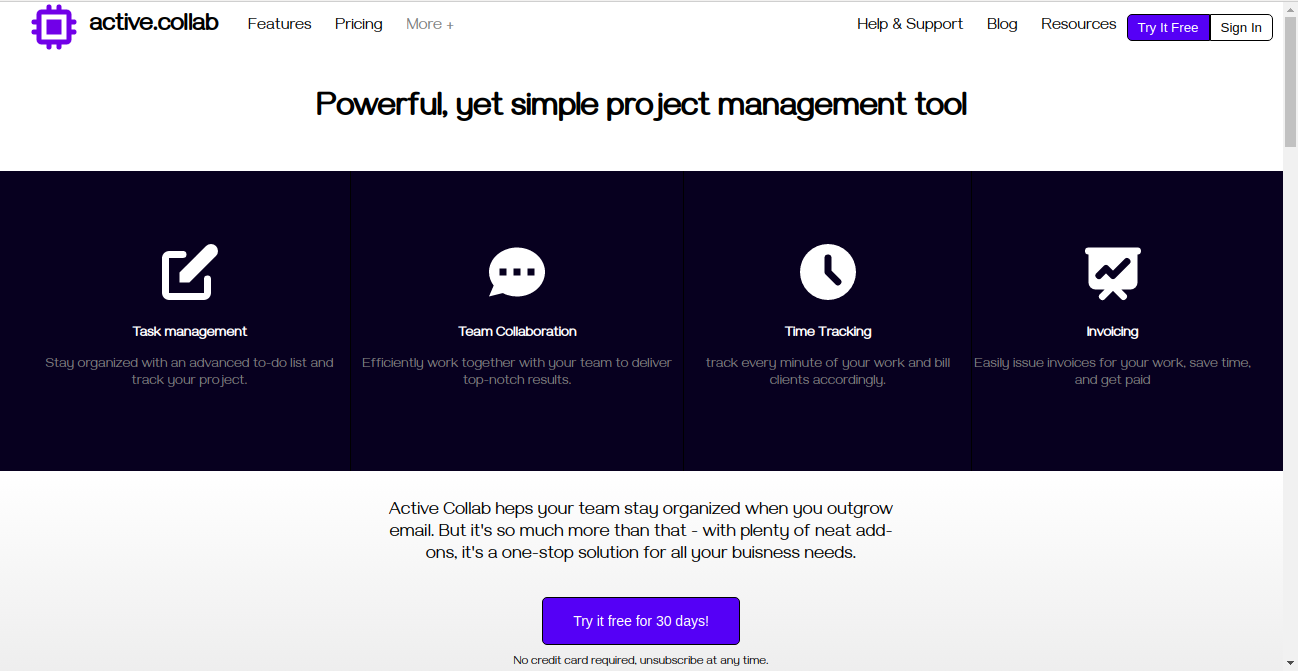 active.collab Features Pricing More + Help & Support Blog Resources Try It Free Sign In
Powerful, yet simple project management tool
Task management
Stay organized with an advanced to-do list and
track your project.
Team Collaboration
Efficiently work together with your team to deliver
top-notch results.
Time Tracking
track every minute of your work and bill
clients accordingly.
Invoicing
Easily issue invoices for your work, save time,
and get paid
Active Collab heps your team stay organized when you outgrow
email. But it's so much more than that - with plenty of neat add-
ons, it's a one-stop solution for all your buisness needs.
Try it free for 30 days!
No credit card required, unsubscribe at any time.